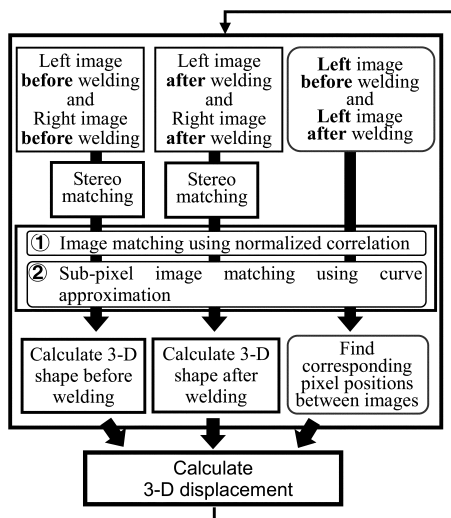 Left image
before welding
and
Right image
before welding
Left image
after welding
and
Right image
after welding
Left image
before welding
and
Left image
after welding
Stereo
matching
Stereo
matching
① Image matching using normalized correlation
② Sub-pixel image matching using curve
approximation
Calculate 3-D
shape before
welding
Calculate 3-D
shape after
welding
Find
corresponding
pixel positions
between images
Calculate
3-D displacement